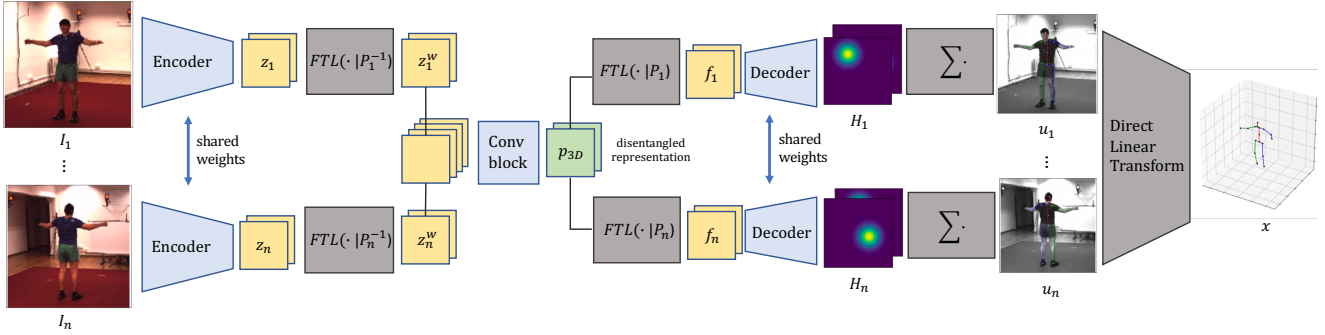 I_1
⋮
I_n
Encoder
shared
weights
Encoder
z_1
z_n
FTL(· |P_1^{-1})
FTL(· |P_n^{-1})
z_1^w
z_n^w
Conv
block
p_{3D}
disentangled
representation
FTL(· |P_1)
FTL(· |P_n)
f_1
f_n
Decoder
shared
weights
Decoder
H_1
H_n
∑·
∑·
u_1
⋮
u_n
Direct
Linear
Transform
x